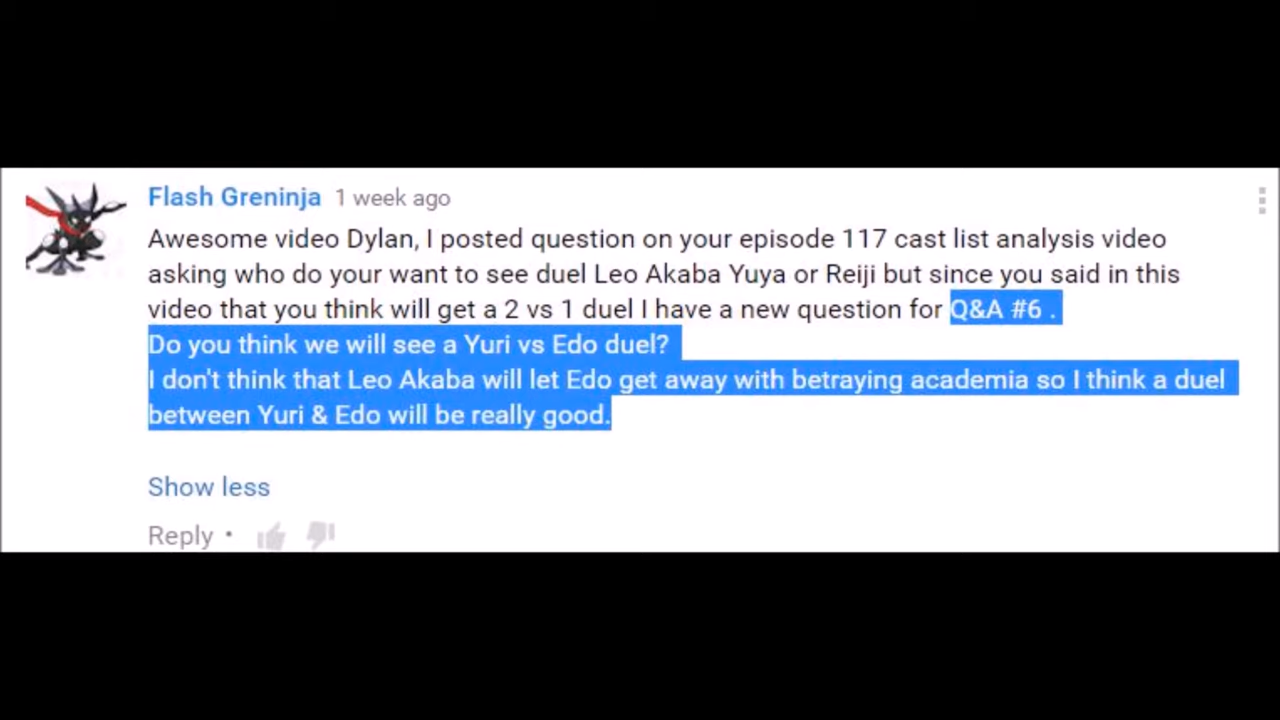 Flash Greninja 1 week ago
Awesome video Dylan, I posted question on your episode 117 cast list analysis video
asking who do your want to see duel Leo Akaba Yuya or Reiji but since you said in this
video that you think will get a 2 vs 1 duel I have a new question for Q&A #6 .
Do you think we will see a Yuri vs Edo duel?
I don't think that Leo Akaba will let Edo get away with betraying academia so I think a duel
between Yuri & Edo will be really good.
Show less
Reply •